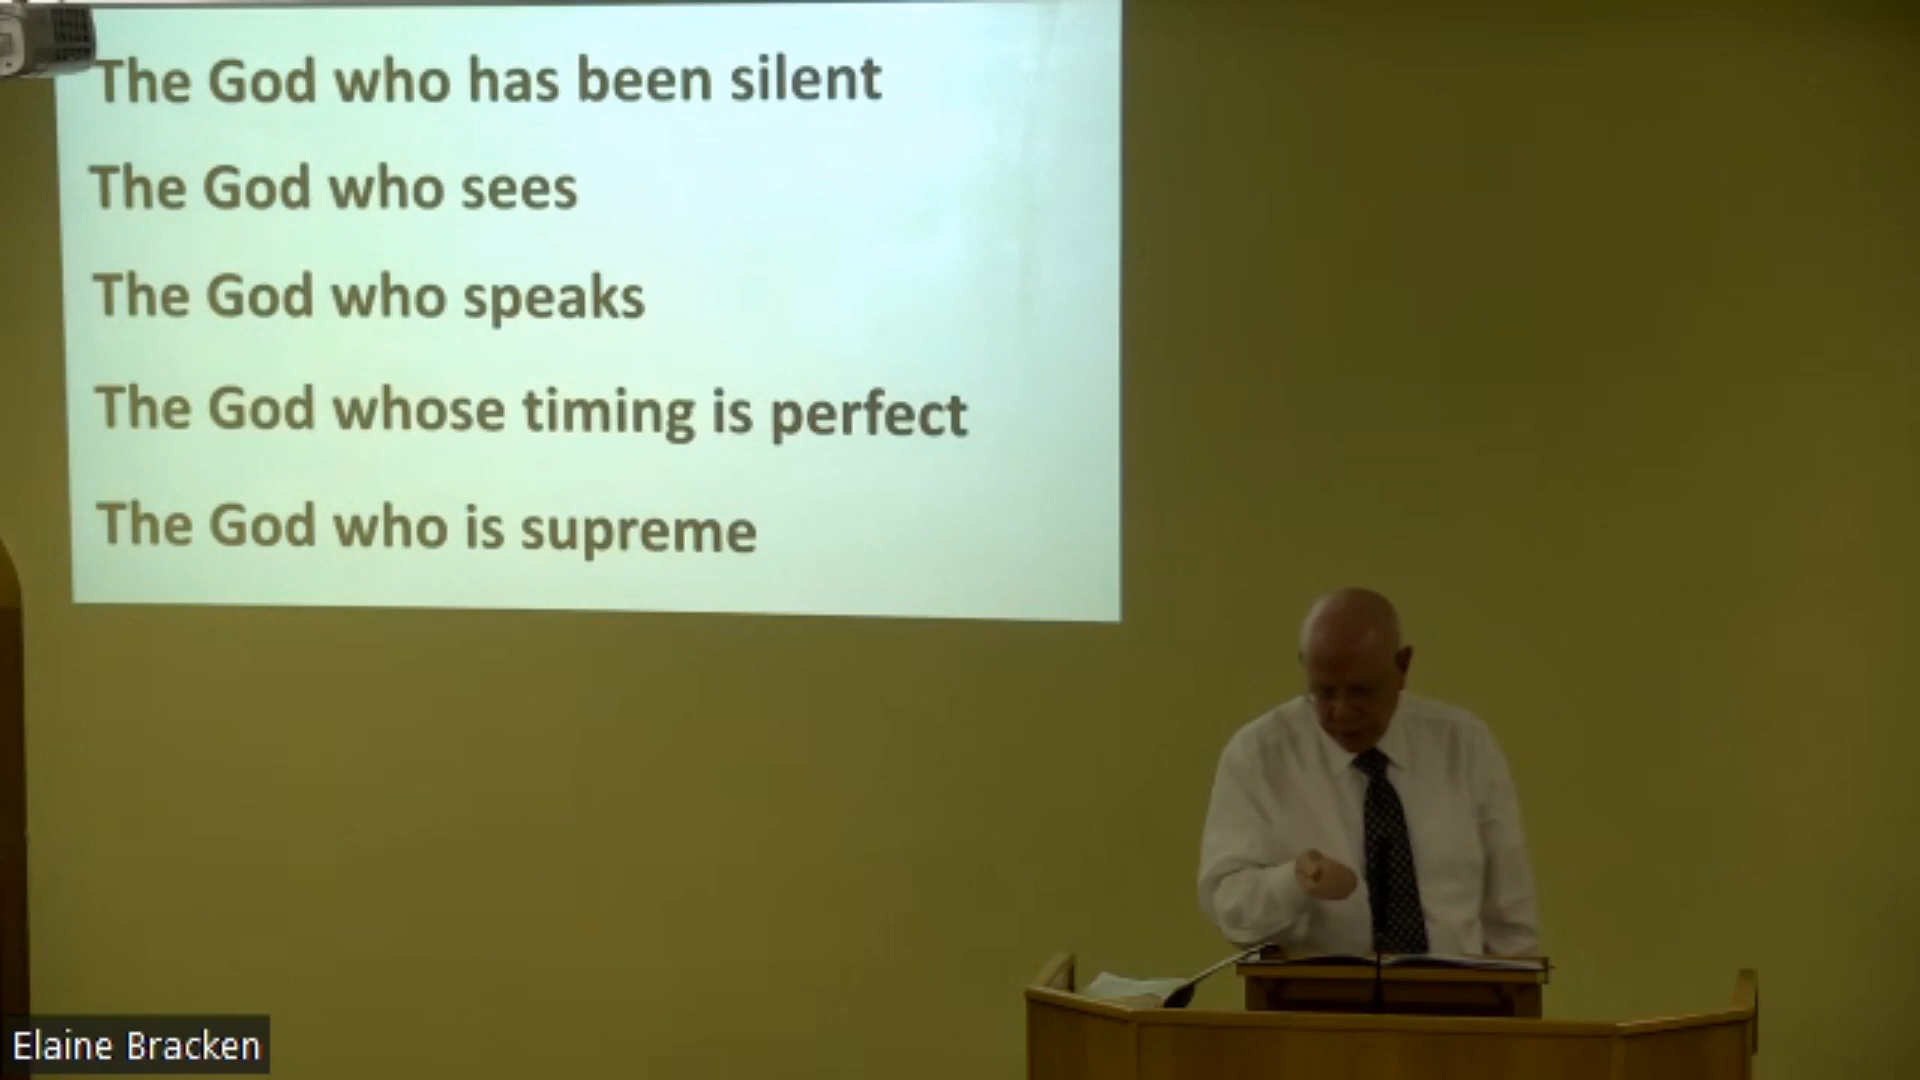 The God who has been silent
The God who sees
The God who speaks
The God whose timing is perfect
The God who is supreme
Elaine Bracken